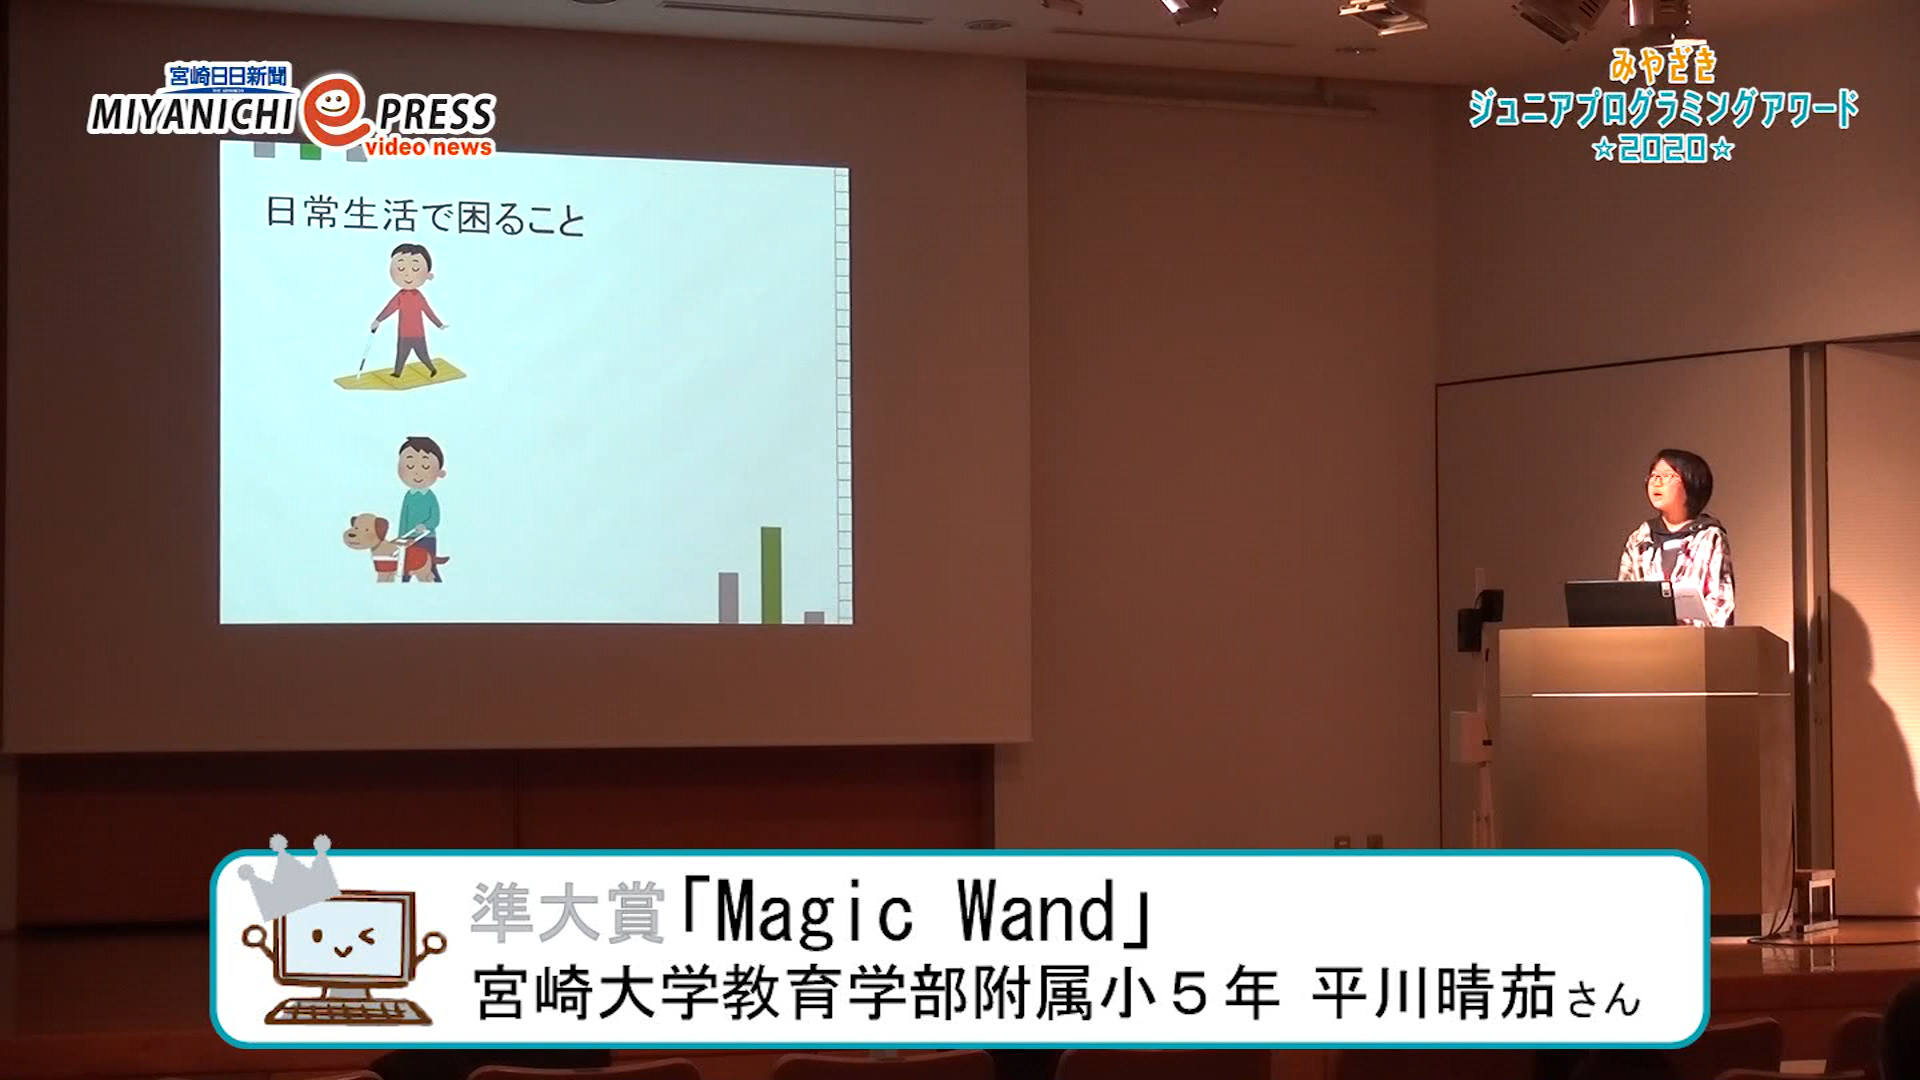 宮崎日日新聞
MIYANICHI e PRESS
video news
みやざき
ジュニアプログラミングアワード
☆2020☆
日常生活で困ること
準大賞「Magic Wand」
宮崎大学教育学部附属小５年 平川晴茄さん